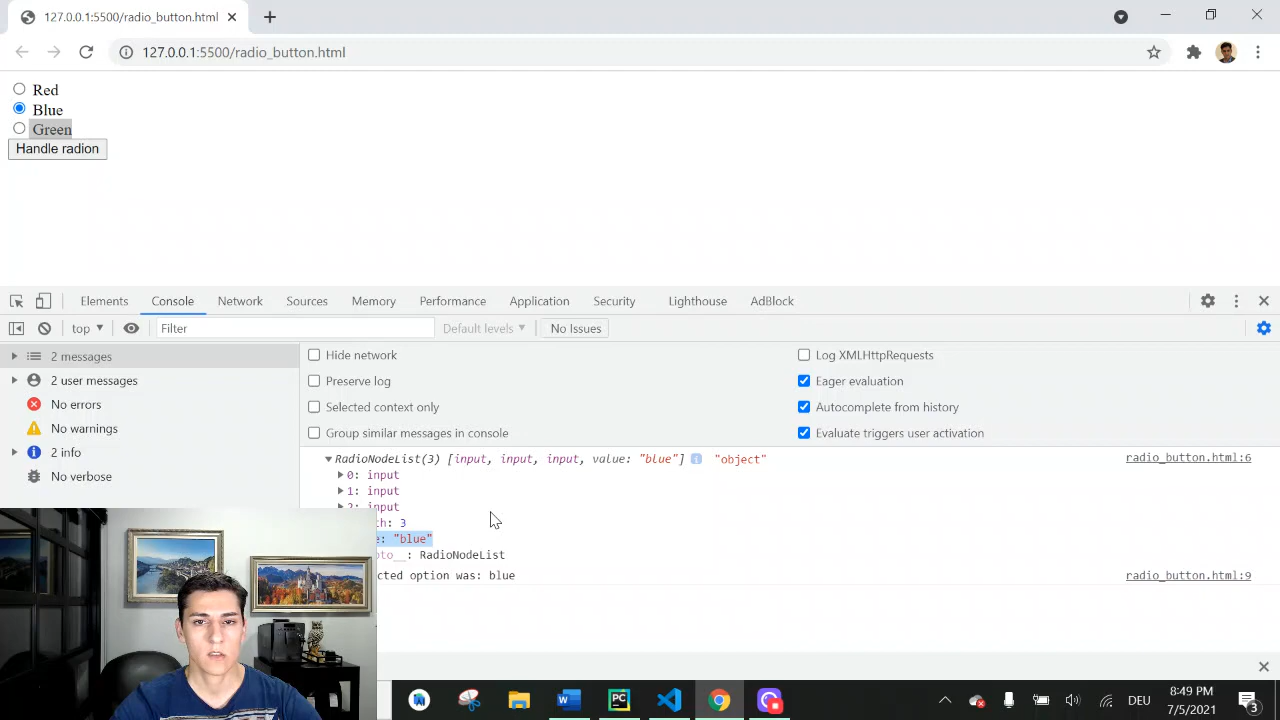 127.0.0.1:5500/radio_button.html
127.0.0.1:5500/radio_button.html
Red
Blue
Green
Handle radion
Elements Console Network Sources Memory Performance Application Security Lighthouse AdBlock
top Filter Default levels No Issues
2 messages
2 user messages
No errors
No warnings
2 info
No verbose
Hide network Log XMLHttpRequests
Preserve log Eager evaluation
Selected context only Autocomplete from history
Group similar messages in console Evaluate triggers user activation
RadioNodeList(3) [input, input, input, value: "blue"] i "object" radio_button.html:6
0: input
1: input
2: input
th: 3
e: "blue"
oto__: RadioNodeList
cted option was: blue radio_button.html:9
PC DEU 8:49 PM
7/5/2021 3